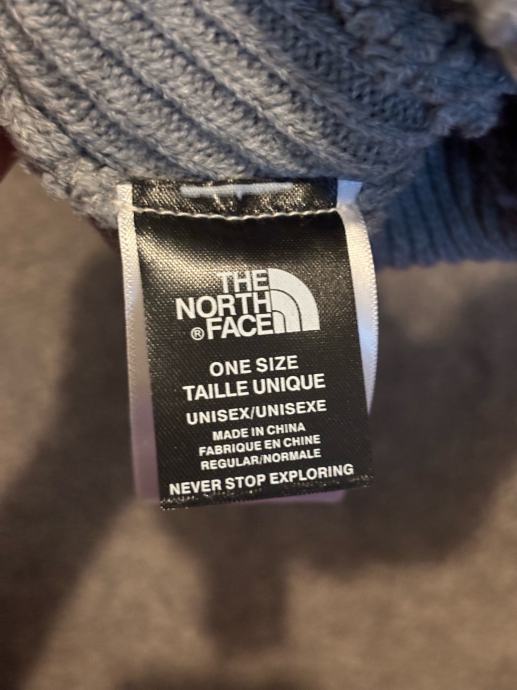 THE
NORTH
® FACE
ONE SIZE
TAILLE UNIQUE
UNISEX/UNISEXE
MADE IN CHINA
FABRIQUE EN CHINE
REGULAR/NORMALE
NEVER STOP EXPLORING